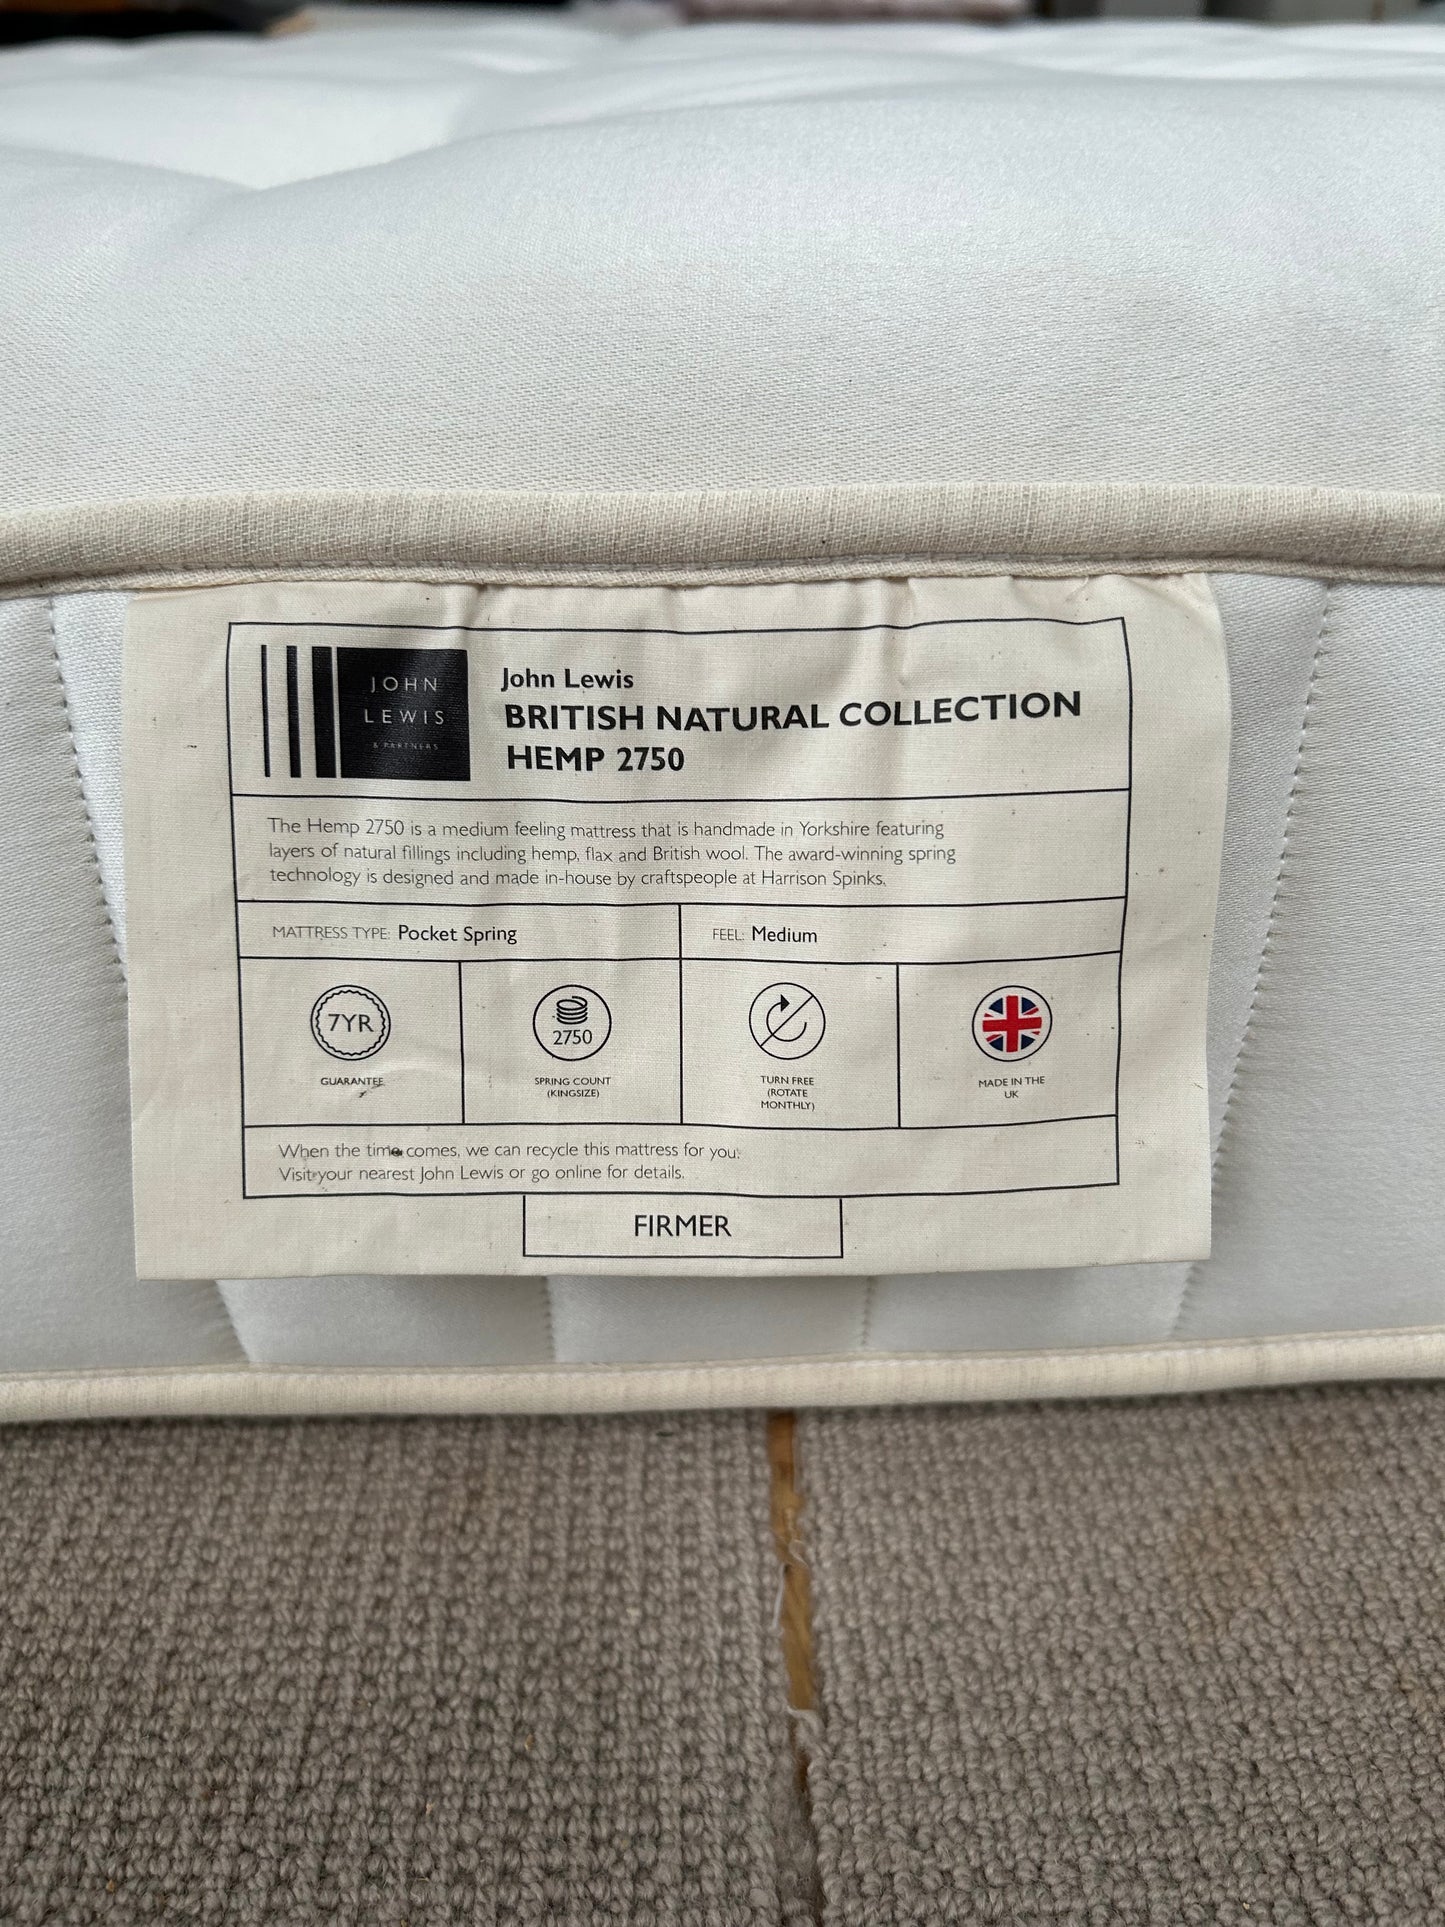 JOHN
LEWIS
& PARTNERS
John Lewis
BRITISH NATURAL COLLECTION
HEMP 2750
The Hemp 2750 is a medium feeling mattress that is handmade in Yorkshire featuring
layers of natural fillings including hemp, flax and British wool. The award-winning spring
technology is designed and made in-house by craftspeople at Harrison Spinks.
MATTRESS TYPE: Pocket Spring
FEEL: Medium
7YR
GUARANTEE
2750
SPRING COUNT
(KINGSIZE)
TURN FREE
(ROTATE
MONTHLY)
MADE IN THE
UK
When the time comes, we can recycle this mattress for you.
Visit your nearest John Lewis or go online for details.
FIRMER